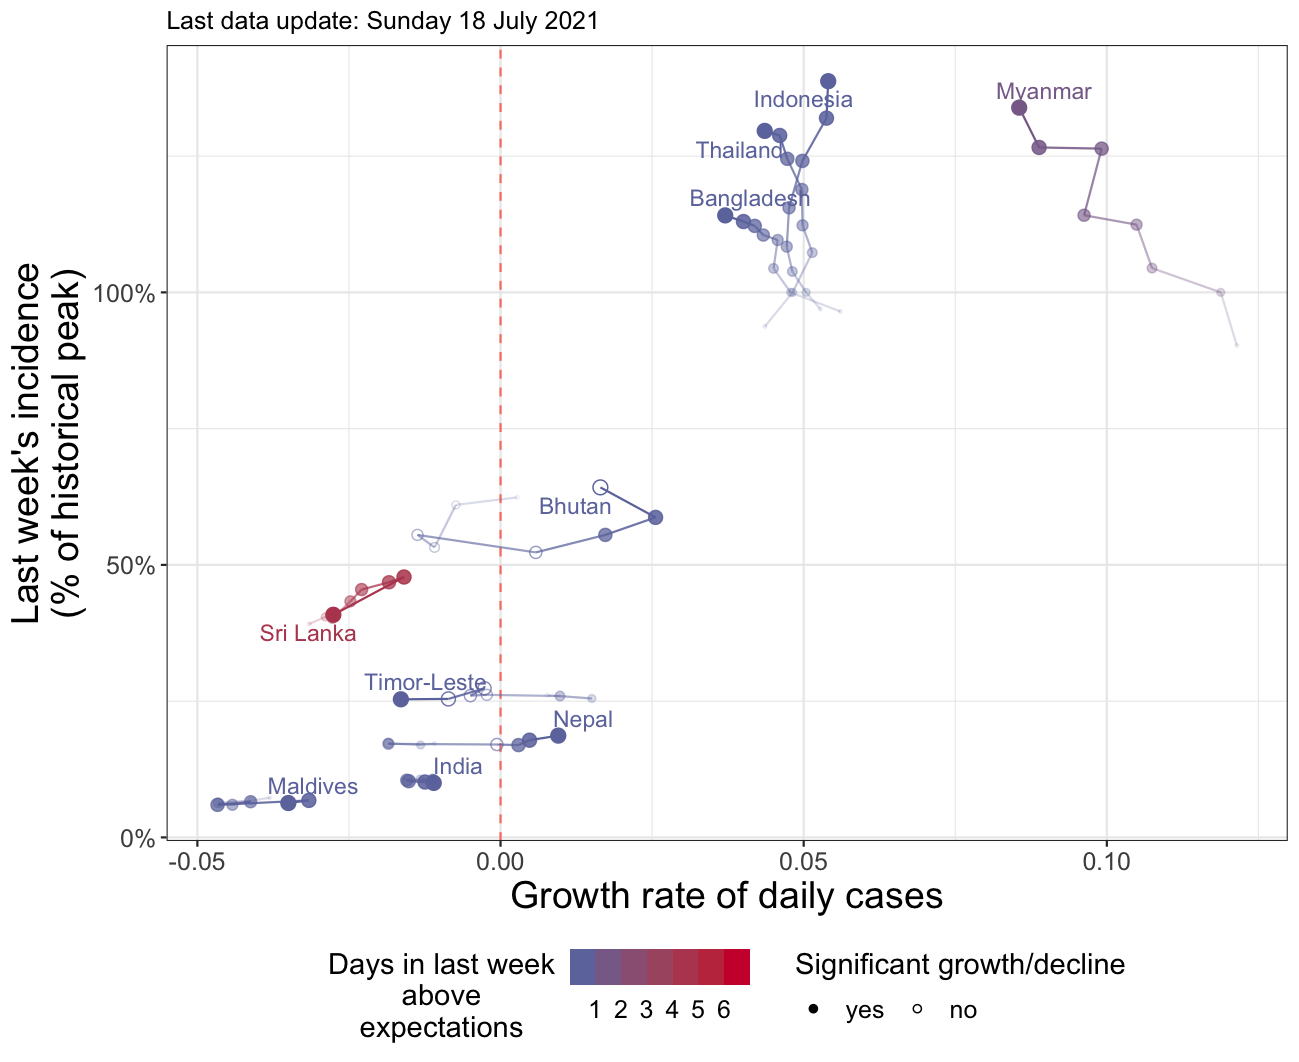 Last data update: Sunday 18 July 2021
Last week's incidence
(% of historical peak)
100%
50%
0%
Indonesia
Myanmar
Thailand
Bangladesh
Bhutan
Sri Lanka
Timor-Leste
Nepal
India
Maldives
-0.05
0.00
0.05
0.10
Growth rate of daily cases
Days in last week
above
expectations
1 2 3 4 5 6
Significant growth/decline
yes
no